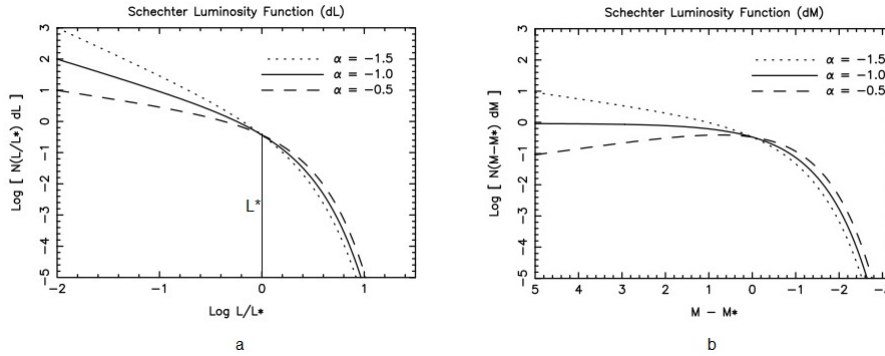 Schechter Luminosity Function (dL)
3
2
1
0
-1
-2
-3
-4
-5
Log [ N(L/L*) dL ]
α = -1.5
α = -1.0
α = -0.5
L*
-2
-1
0
1
Log L/L*
a
Schechter Luminosity Function (dM)
3
2
1
0
-1
-2
-3
-4
-5
Log [ N(M-M*) dM ]
α = -1.5
α = -1.0
α = -0.5
5
4
3
2
1
0
-1
-2
M - M*
b